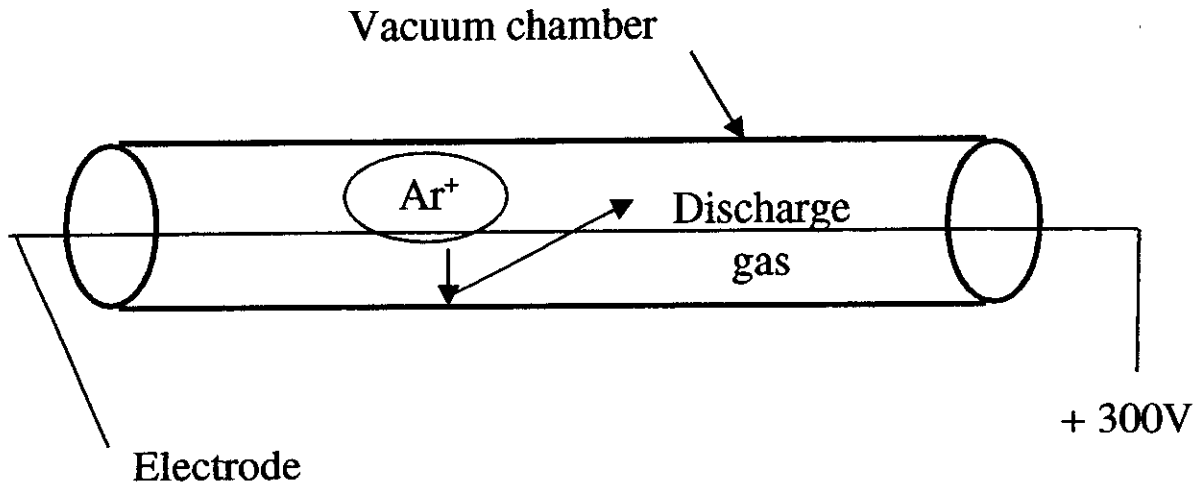 Vacuum chamber
Ar⁺
Discharge
gas
+ 300V
Electrode